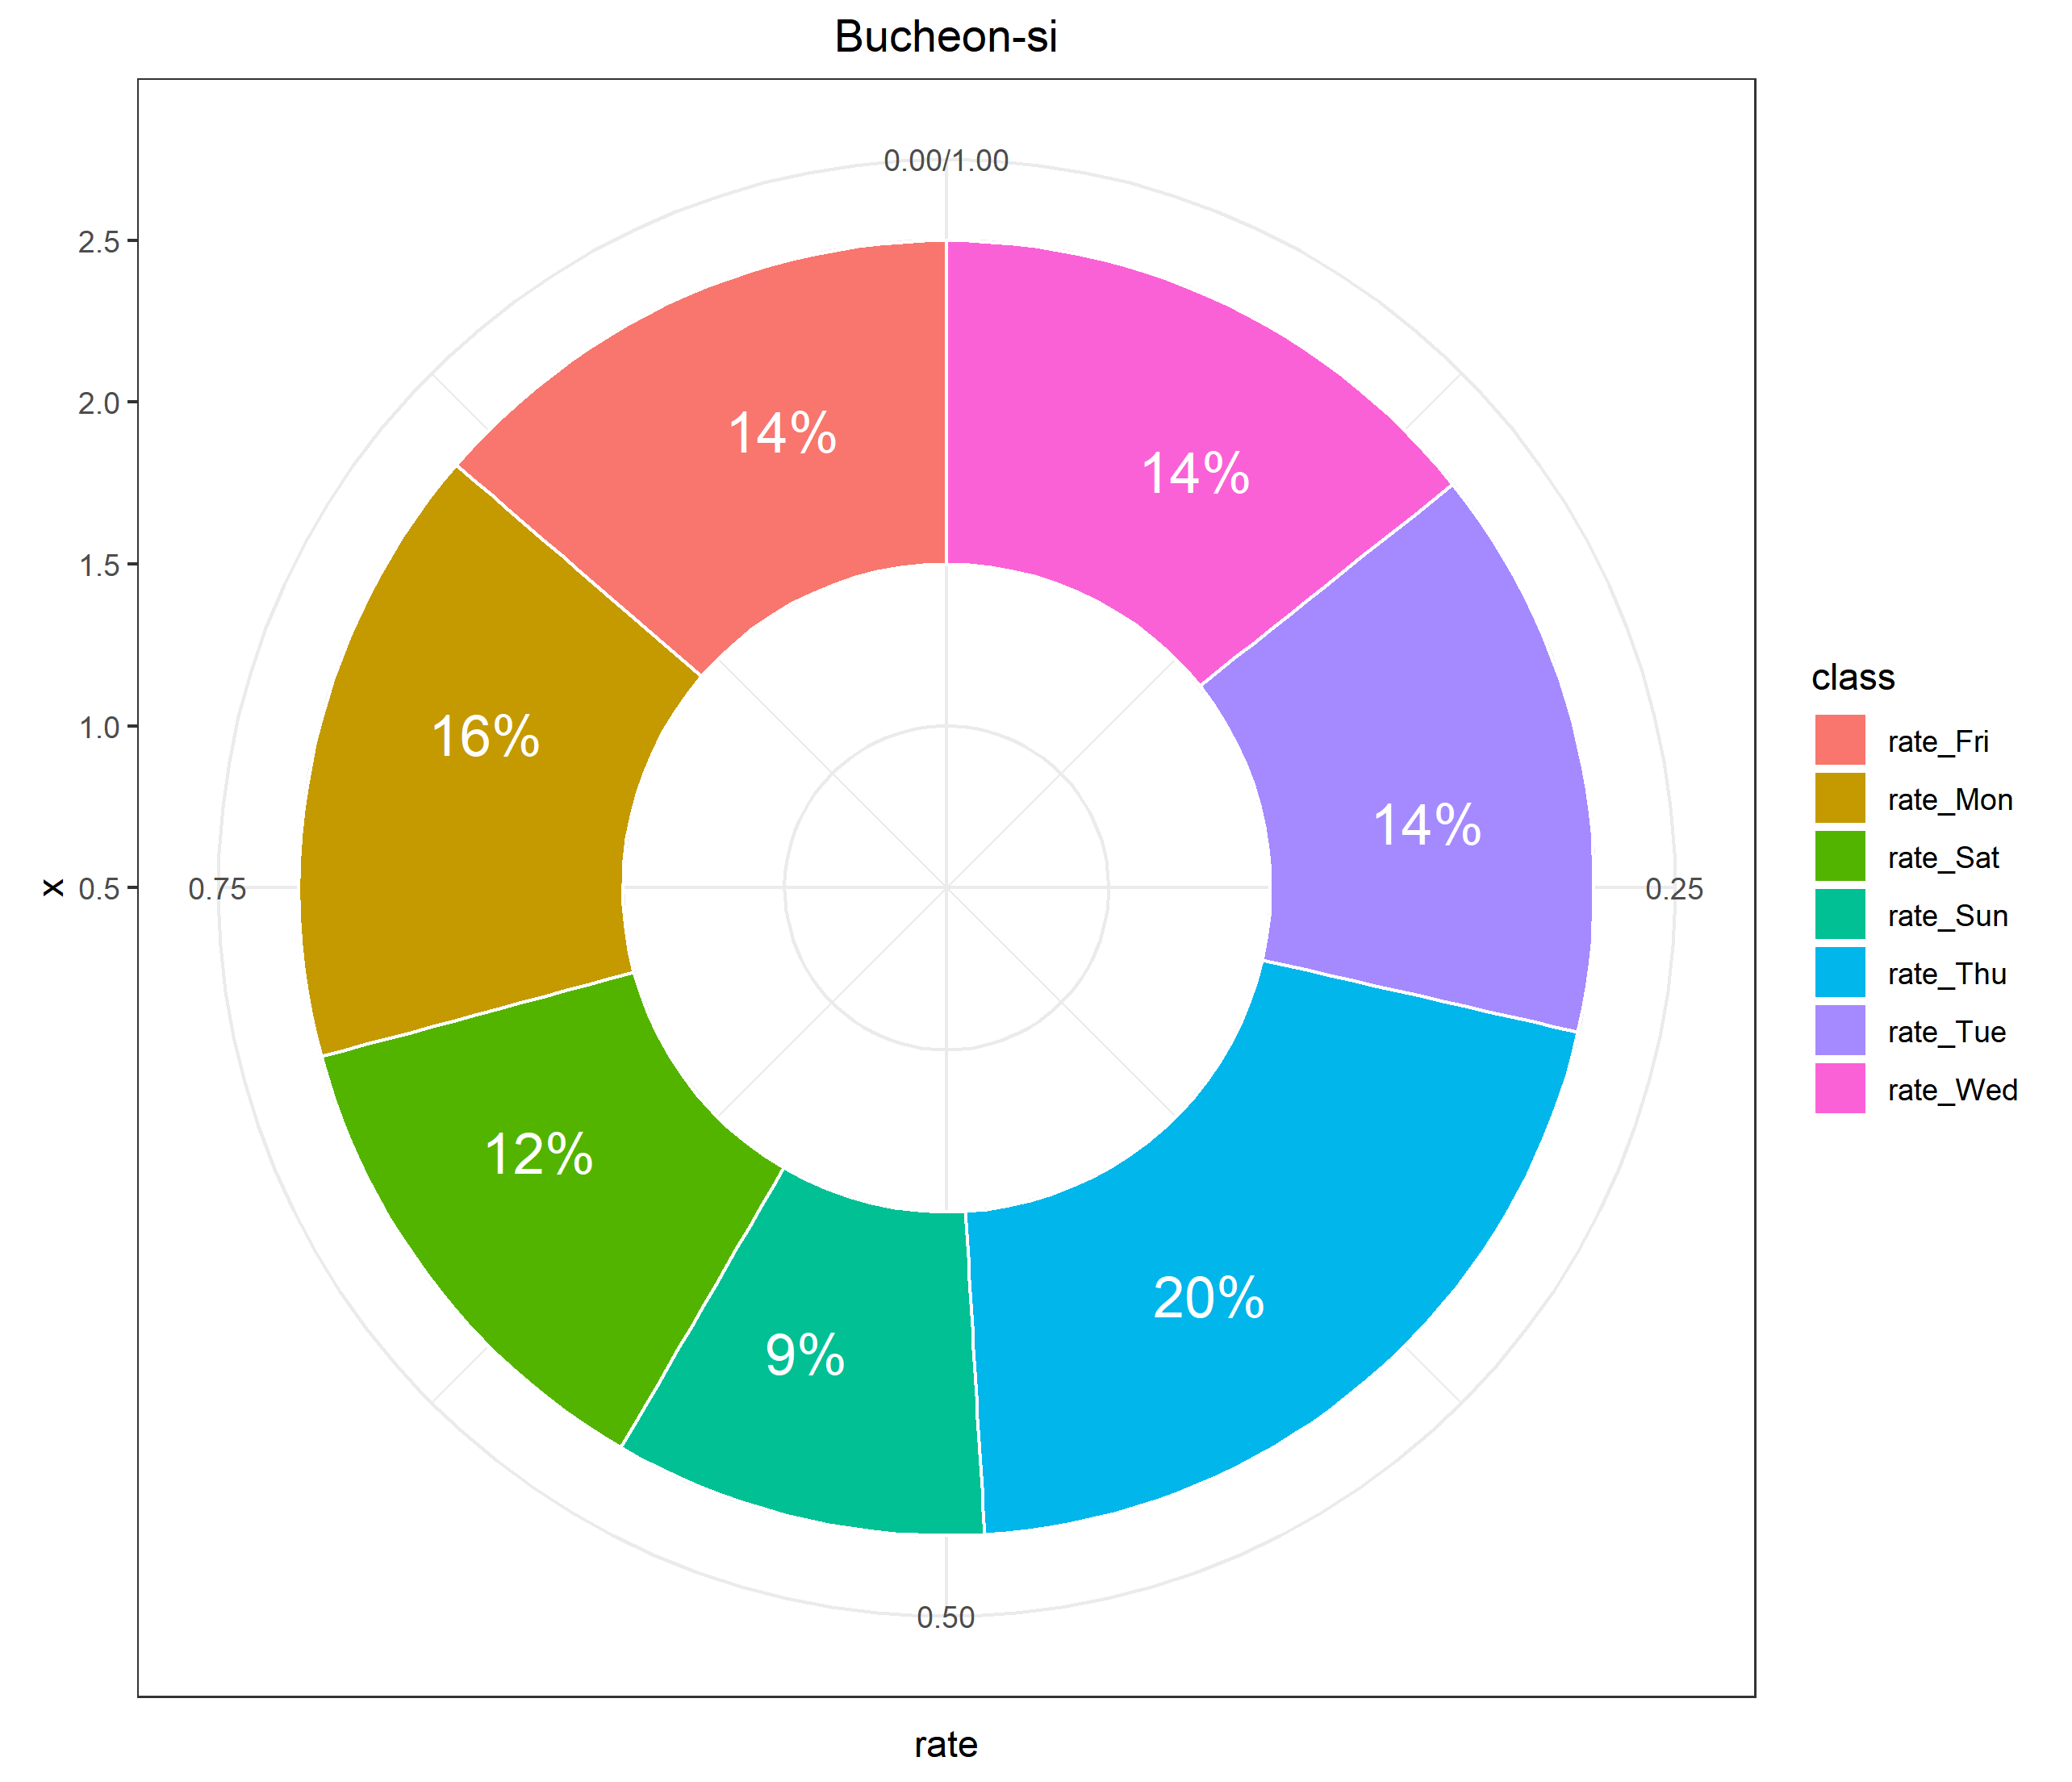 Bucheon-si
0.00/1.00
2.5
2.0
1.5
1.0
0.5
x
0.75
0.25
0.50
14%
14%
16%
14%
12%
20%
9%
rate
class
rate_Fri
rate_Mon
rate_Sat
rate_Sun
rate_Thu
rate_Tue
rate_Wed